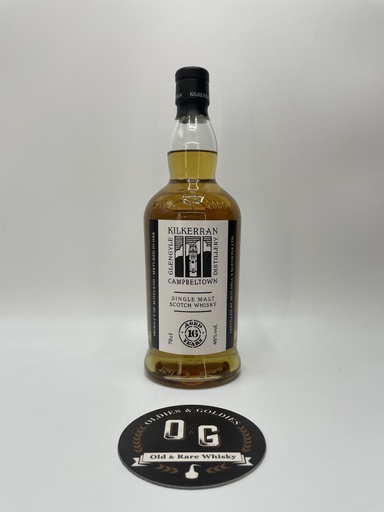 KILKERRAN
GLENGYLE
DISTILLERY
CAMPBELTOWN
SINGLE MALT
SCOTCH WHISKY
AGED
16
YEARS
70cl
46% vol.
OLDIES & GOLDIES
O & G
Old & Rare Whisky